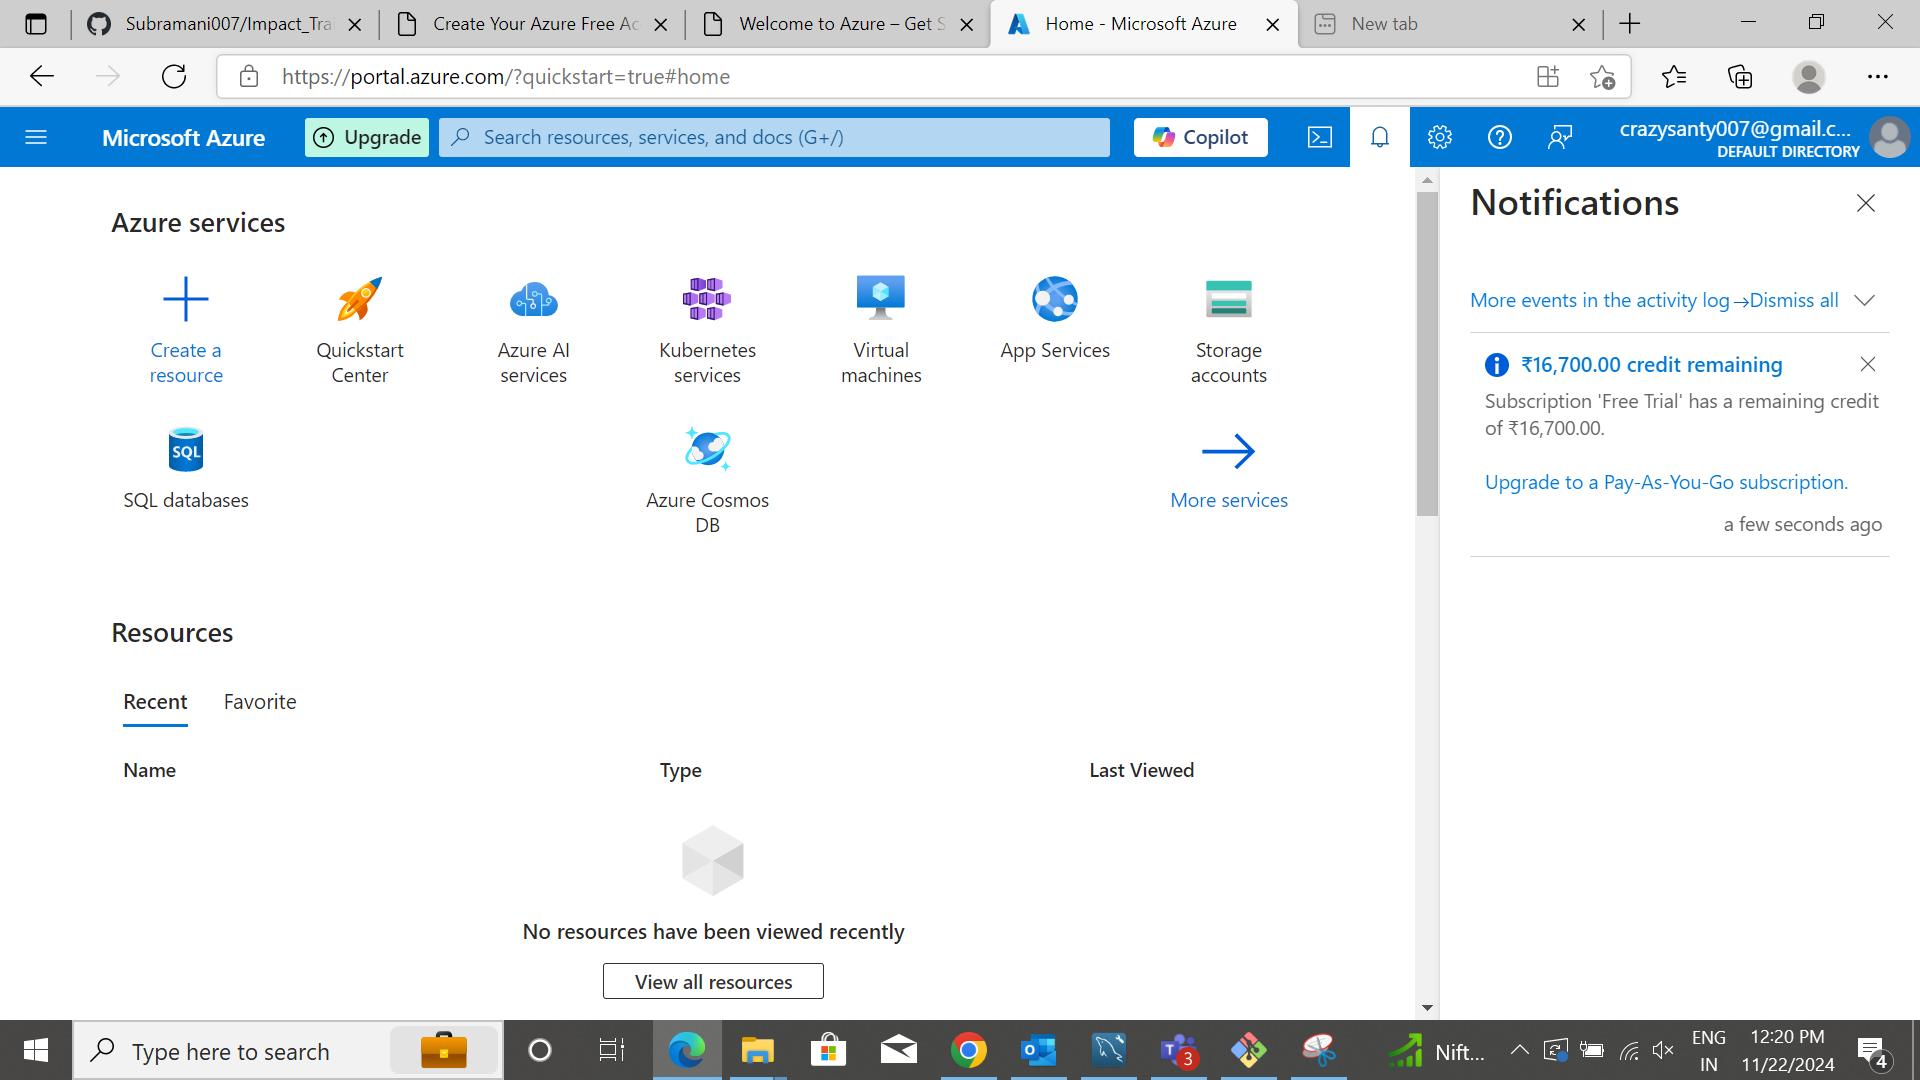 Subramani007/Impact_Trai
Create Your Azure Free Ac
Welcome to Azure – Get S
Home - Microsoft Azure
New tab
https://portal.azure.com/?quickstart=true#home
Microsoft Azure
Upgrade
Search resources, services, and docs (G+/)
Copilot
crazysanty007@gmail.c...
DEFAULT DIRECTORY
Azure services
Create a
resource
Quickstart
Center
Azure AI
services
Kubernetes
services
Virtual
machines
App Services
Storage
accounts
SQL
SQL databases
Azure Cosmos
DB
More services
Resources
Recent
Favorite
Name
Type
Last Viewed
No resources have been viewed recently
View all resources
Notifications
More events in the activity log→
Dismiss all
₹16,700.00 credit remaining
Subscription 'Free Trial' has a remaining credit
of ₹16,700.00.
Upgrade to a Pay-As-You-Go subscription.
a few seconds ago
Type here to search
3
Nift...
ENG
IN
12:20 PM
11/22/2024
4